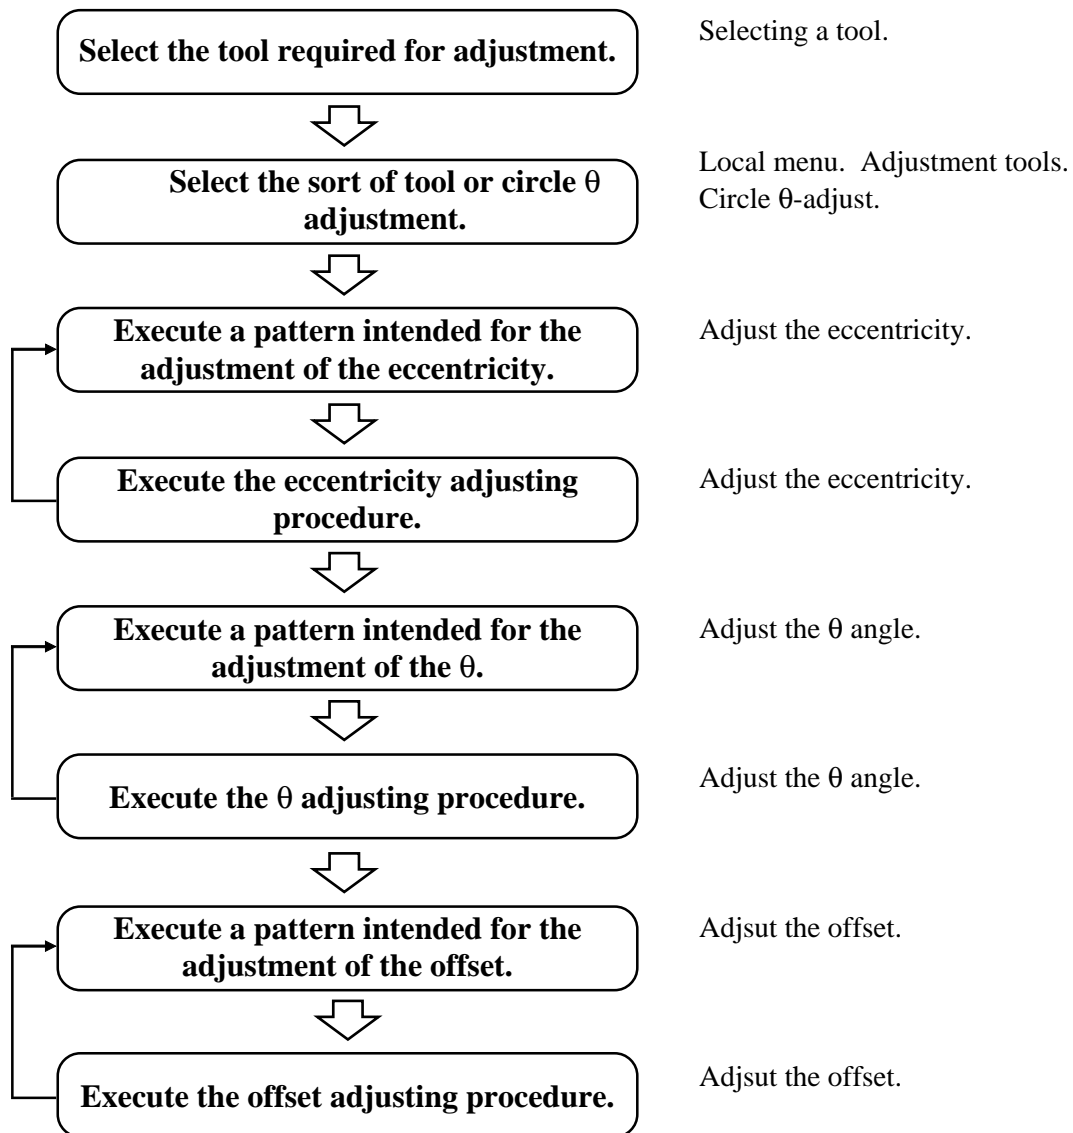 Select the tool required for adjustment.
Selecting a tool.
Select the sort of tool or circle θ
adjustment.
Local menu.  Adjustment tools.
Circle θ-adjust.
Execute a pattern intended for the
adjustment of the eccentricity.
Adjust the eccentricity.
Execute the eccentricity adjusting
procedure.
Adjust the eccentricity.
Execute a pattern intended for the
adjustment of the θ.
Adjust the θ angle.
Execute the θ adjusting procedure.
Adjust the θ angle.
Execute a pattern intended for the
adjustment of the offset.
Adjsut the offset.
Execute the offset adjusting procedure.
Adjsut the offset.